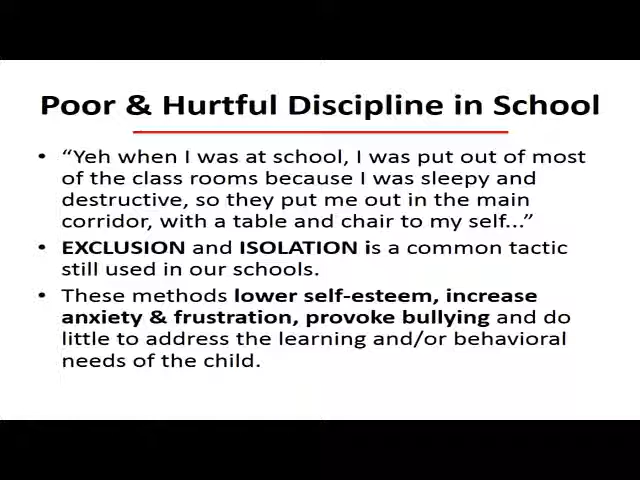 Poor & Hurtful Discipline in School
• “Yeh when I was at school, I was put out of most
of the class rooms because I was sleepy and
destructive, so they put me out in the main
corridor, with a table and chair to my self...”
• EXCLUSION and ISOLATION is a common tactic
still used in our schools.
• These methods lower self-esteem, increase
anxiety & frustration, provoke bullying and do
little to address the learning and/or behavioral
needs of the child.